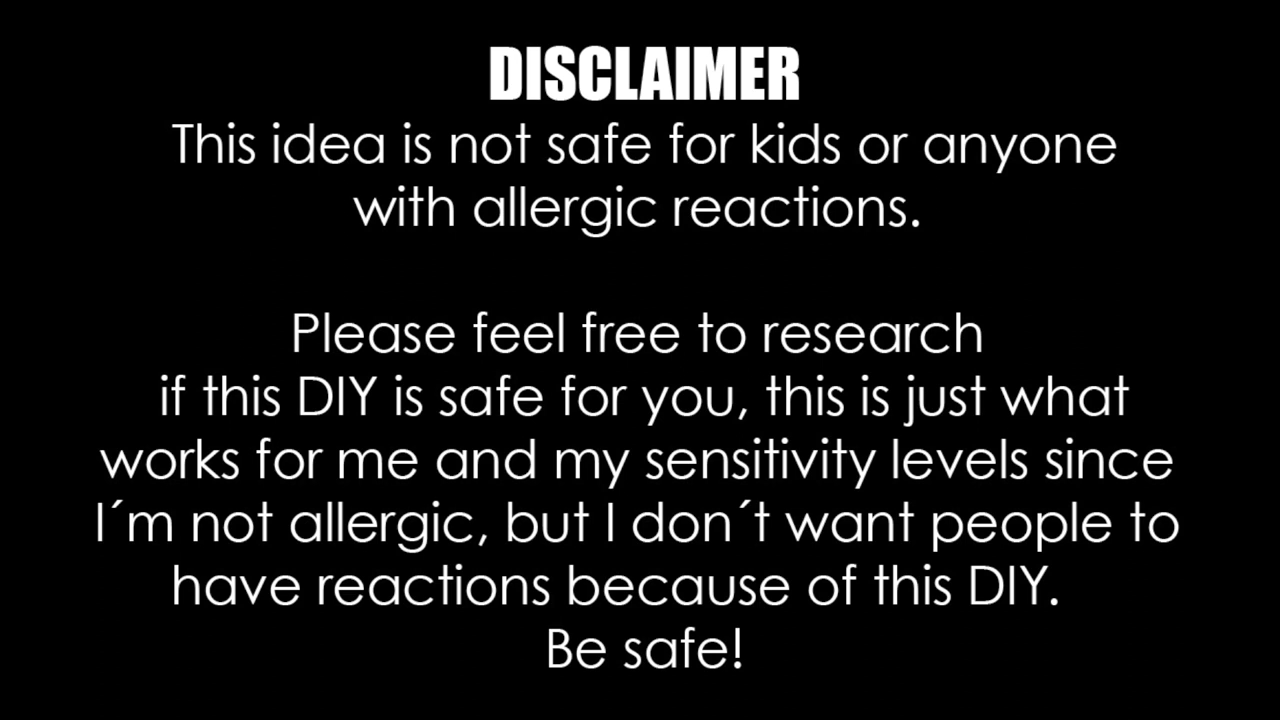 DISCLAIMER
This idea is not safe for kids or anyone
with allergic reactions.
Please feel free to research
if this DIY is safe for you, this is just what
works for me and my sensitivity levels since
I´m not allergic, but I don´t want people to
have reactions because of this DIY.
Be safe!